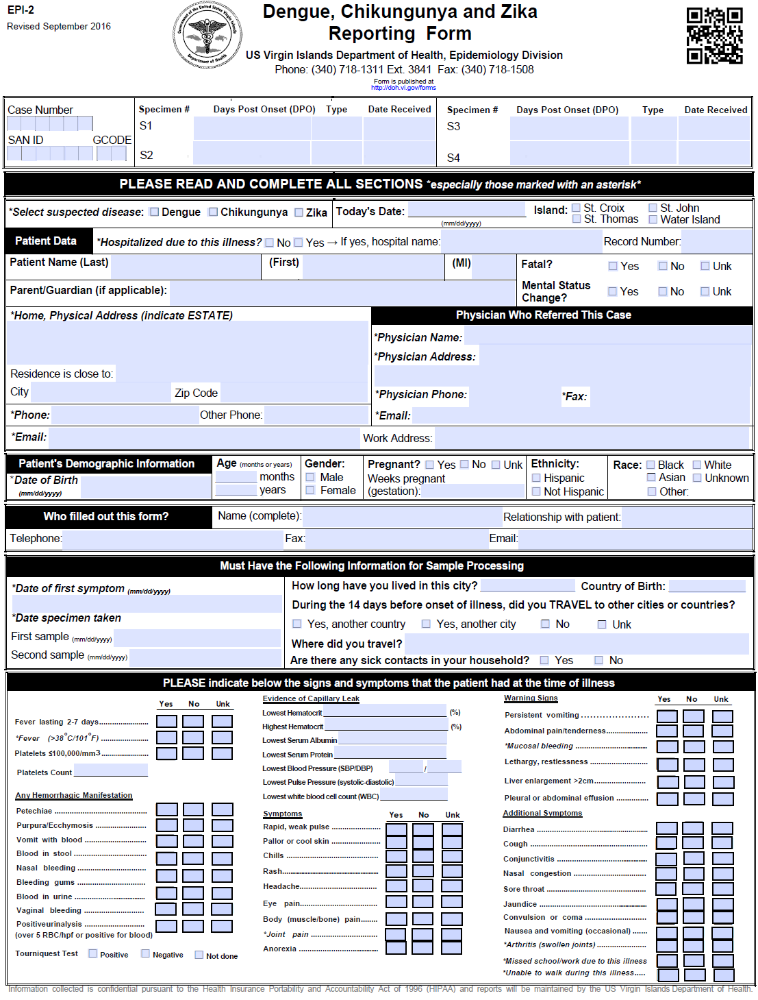 EPI-2
Revised September 2016
Government of the United States Virgin Islands
Department of Health
Dengue, Chikungunya and Zika
Reporting Form
US Virgin Islands Department of Health, Epidemiology Division
Phone: (340) 718-1311 Ext. 3841 Fax: (340) 718-1508
Form is published at
http://doh.vi.gov/forms
Case Number
SAN ID GCODE
Specimen # Days Post Onset (DPO) Type Date Received
S1
S2
Specimen # Days Post Onset (DPO) Type Date Received
S3
S4
PLEASE READ AND COMPLETE ALL SECTIONS *especially those marked with an asterisk*
*Select suspected disease: Dengue Chikungunya Zika
Today's Date:
(mm/dd/yyyy)
Island: St. Croix St. John
St. Thomas Water Island
Patient Data *Hospitalized due to this illness? No Yes → If yes, hospital name: Record Number:
Patient Name (Last) (First) (MI)
Fatal? Yes No Unk
Parent/Guardian (if applicable):
Mental Status
Change? Yes No Unk
*Home, Physical Address (indicate ESTATE)
Residence is close to:
City Zip Code
*Phone: Other Phone:
Physician Who Referred This Case
*Physician Name:
*Physician Address:
*Physician Phone: *Fax:
*Email:
*Email: Work Address:
Patient's Demographic Information
*Date of Birth
(mm/dd/yyyy)
Age (months or years)
months
years
Gender:
Male
Female
Pregnant? Yes No Unk
Weeks pregnant
(gestation):
Ethnicity:
Hispanic
Not Hispanic
Race: Black White
Asian Unknown
Other:
Who filled out this form? Name (complete): Relationship with patient:
Telephone: Fax: Email:
Must Have the Following Information for Sample Processing
*Date of first symptom (mm/dd/yyyy)
*Date specimen taken
First sample (mm/dd/yyyy)
Second sample (mm/dd/yyyy)
How long have you lived in this city? Country of Birth:
During the 14 days before onset of illness, did you TRAVEL to other cities or countries?
Yes, another country Yes, another city No Unk
Where did you travel?
Are there any sick contacts in your household? Yes No
PLEASE indicate below the signs and symptoms that the patient had at the time of illness
Yes No Unk
Fever lasting 2-7 days
*Fever (>38°C/101°F)
Platelets ≤100,000/mm3
Platelets Count
Any Hemorrhagic Manifestation
Petechiae
Purpura/Ecchymosis
Vomit with blood
Blood in stool
Nasal bleeding
Bleeding gums
Blood in urine
Vaginal bleeding
Positiveurinalysis
(over 5 RBC/hpf or positive for blood)
Tourniquest Test Positive Negative Not done
Evidence of Capillary Leak
Lowest Hematocrit (%)
Highest Hematocrit (%)
Lowest Serum Albumin
Lowest Serum Protein
Lowest Blood Pressure (SBP/DBP) /
Lowest Pulse Pressure (systolic-diastolic)
Lowest white blood cell count (WBC)
Symptoms Yes No Unk
Rapid, weak pulse
Pallor or cool skin
Chills
Rash
Headache
Eye pain
Body (muscle/bone) pain
*Joint pain
Anorexia
Warning Signs Yes No Unk
Persistent vomiting
Abdominal pain/tenderness
*Mucosal bleeding
Lethargy, restlessness
Liver enlargement >2cm
Pleural or abdominal effusion
Additional Symptoms
Diarrhea
Cough
Conjunctivitis
Nasal congestion
Sore throat
Jaundice
Convulsion or coma
Nausea and vomiting (occasional)
*Arthritis (swollen joints)
*Missed school/work due to this illness
*Unable to walk during this illness
Information collected is confidential pursuant to the Health Insurance Portability and Accountability Act of 1996 (HIPAA) and reports will be maintained by the US Virgin Islands Department of Health.